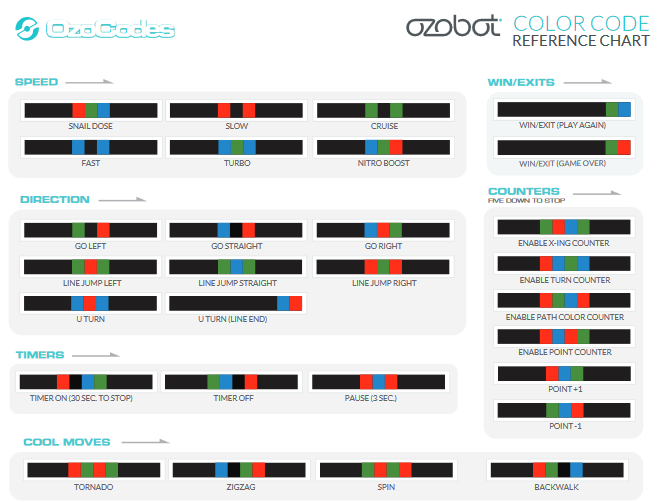 OzoCodes
ozobot COLOR CODE
REFERENCE CHART
SPEED
SNAIL DOSE SLOW CRUISE
FAST TURBO NITRO BOOST
WIN/EXITS
WIN/EXIT (PLAY AGAIN)
WIN/EXIT (GAME OVER)
DIRECTION
GO LEFT GO STRAIGHT GO RIGHT
LINE JUMP LEFT LINE JUMP STRAIGHT LINE JUMP RIGHT
U TURN U TURN (LINE END)
COUNTERS
FIVE DOWN TO STOP
ENABLE X-ING COUNTER
ENABLE TURN COUNTER
ENABLE PATH COLOR COUNTER
ENABLE POINT COUNTER
POINT +1
POINT -1
TIMERS
TIMER ON (30 SEC. TO STOP) TIMER OFF PAUSE (3 SEC.)
COOL MOVES
TORNADO ZIGZAG SPIN BACKWALK